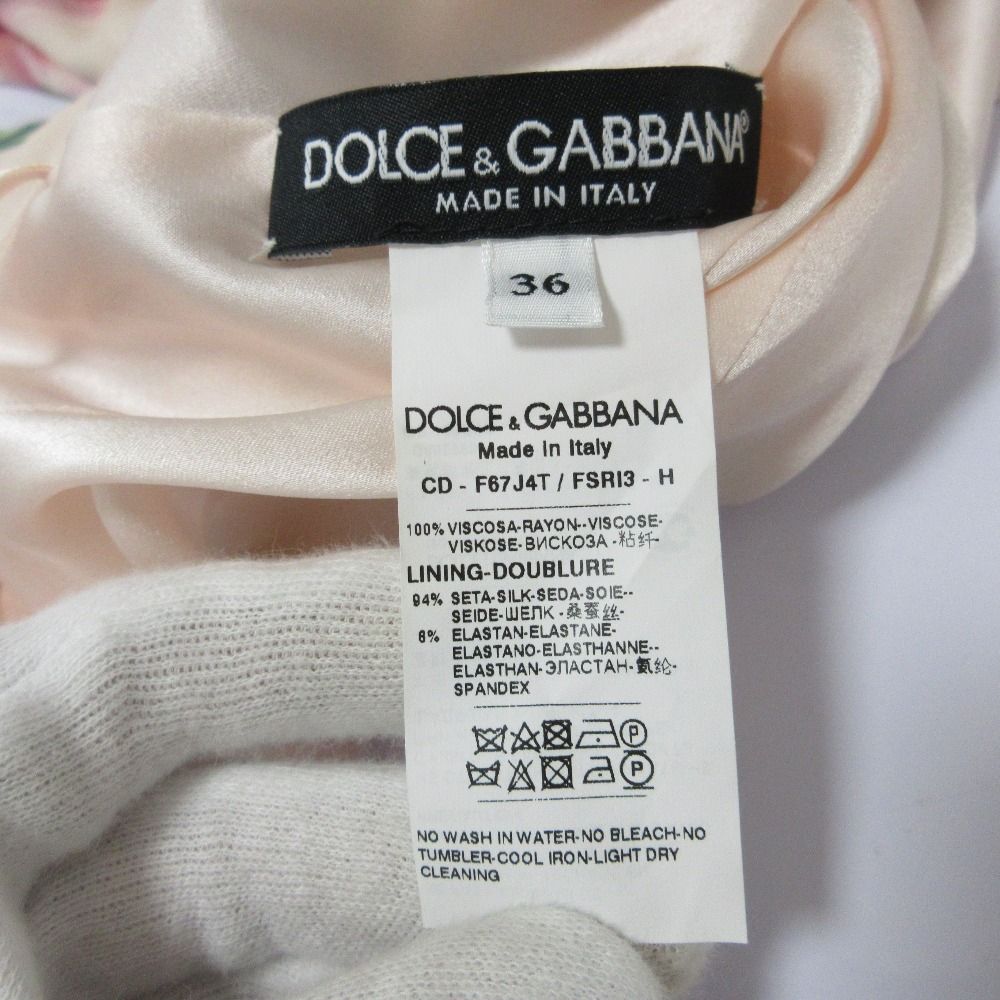 DOLCE & GABBANA®
MADE IN ITALY
36
DOLCE & GABBANA
Made in Italy
CD - F67J4T / FSRI3 - H
100% VISCOSA-RAYON--VISCOSE-
VISKOSE-ВИСКОЗА -粘纤-
LINING-DOUBLURE
94% SETA-SILK-SEDA-SOIE--
SEIDE-ШЕЛК -桑蚕丝-
6% ELASTAN-ELASTANE-
ELASTANO-ELASTHANNE--
ELASTHAN-ЭЛАСТАН-氨纶-
SPANDEX
P
P
NO WASH IN WATER-NO BLEACH-NO
TUMBLER-COOL IRON-LIGHT DRY
CLEANING